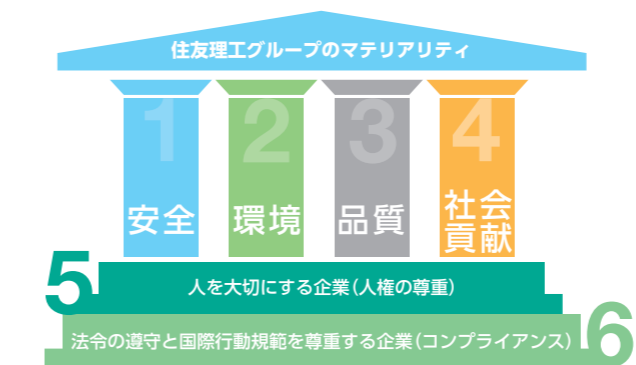 住友理工グループのマテリアリティ
1
安全
2
環境
3
品質
4
社会
貢献
5
人を大切にする企業(人権の尊重)
法令の遵守と国際行動規範を尊重する企業(コンプライアンス)
6